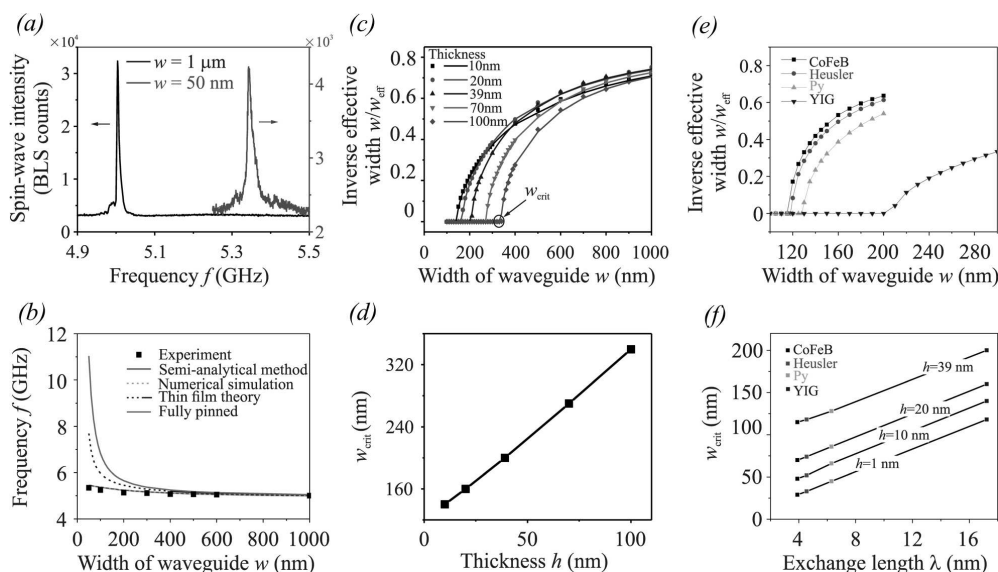 (a)
×10⁴
×10³
w = 1 μm
w = 50 nm
3
2
1
0
4
3
2
4.9
5.1
5.3
5.5
Spin-wave intensity
(BLS counts)
Frequency f (GHz)
(b)
12
11
10
9
8
7
6
5
4
Experiment
Semi-analytical method
Numerical simulation
Thin film theory
Fully pinned
0
200
400
600
800
1000
Frequency f (GHz)
Width of waveguide w (nm)
(c)
Thickness
10nm
20nm
39nm
70nm
100nm
w_crit
0.8
0.6
0.4
0.2
0
0
200
400
600
800
1000
Inverse effective
width w/w_eff
Width of waveguide w (nm)
(d)
320
240
160
0
50
100
w_crit (nm)
Thickness h (nm)
(e)
CoFeB
Heusler
Py
YIG
0.8
0.6
0.4
0.2
0
120
160
200
240
280
Inverse effective
width w/w_eff
Width of waveguide w (nm)
(f)
CoFeB
Heusler
Py
YIG
h=39 nm
h=20 nm
h=10 nm
h=1 nm
200
150
100
50
0
4
8
12
16
w_crit (nm)
Exchange length λ (nm)